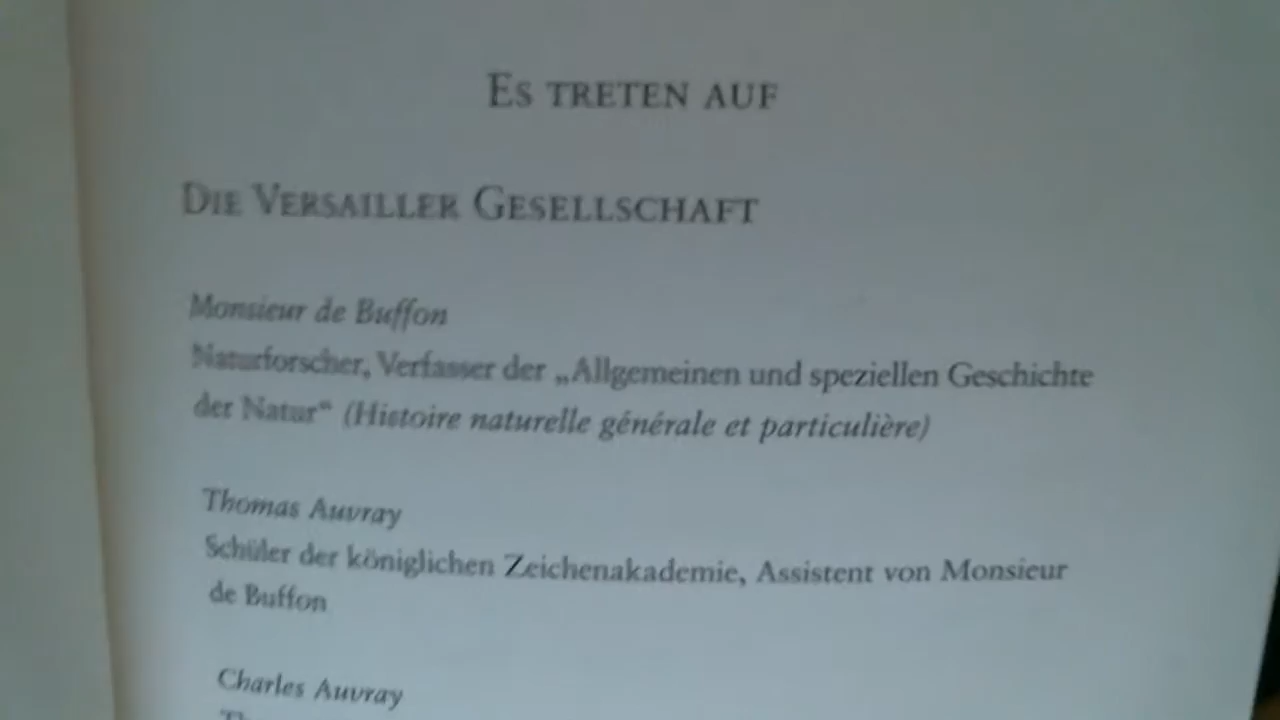 ES TRETEN AUF
DIE VERSAILLER GESELLSCHAFT
Monsieur de Buffon
Naturforscher, Verfasser der „Allgemeinen und speziellen Geschichte
der Natur“ (Histoire naturelle générale et particulière)
Thomas Auvray
Schüler der königlichen Zeichenakademie, Assistent von Monsieur
de Buffon
Charles Auvray